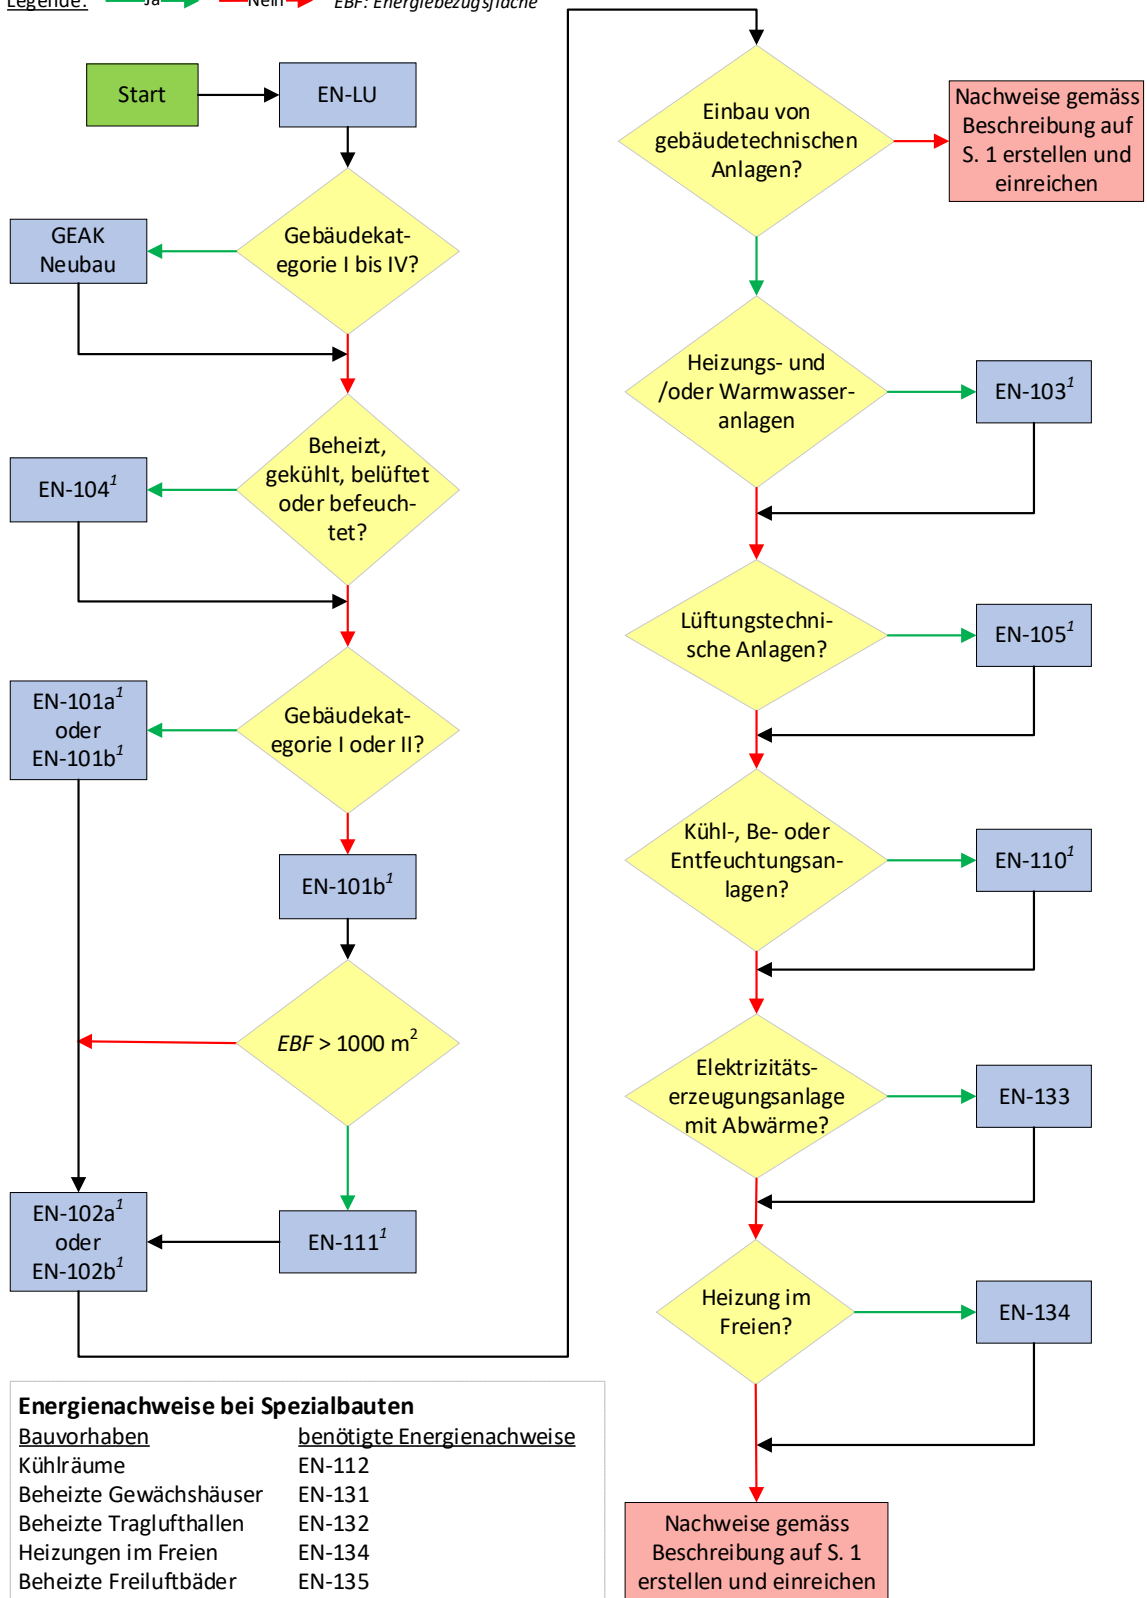 Legende: Ja Nein EBF: Energiebezugsfläche
Start
EN-LU
Gebäudekat-
egorie I bis IV?
GEAK
Neubau
Beheizt,
gekühlt, belüftet
oder befeuch-
tet?
EN-104¹
Gebäudekat-
egorie I oder II?
EN-101a¹
oder
EN-101b¹
EN-101b¹
EBF > 1000 m²
EN-111¹
EN-102a¹
oder
EN-102b¹
Einbau von
gebäudetechnischen
Anlagen?
Nachweise gemäss
Beschreibung auf
S. 1 erstellen und
einreichen
Heizungs- und
/oder Warmwasser-
anlagen
EN-103¹
Lüftungstechni-
sche Anlagen?
EN-105¹
Kühl-, Be- oder
Entfeuchtungsan-
lagen?
EN-110¹
Elektrizitäts-
erzeugungsanlage
mit Abwärme?
EN-133
Heizung im
Freien?
EN-134
Nachweise gemäss
Beschreibung auf S. 1
erstellen und einreichen
Energienachweise bei Spezialbauten
Bauvorhaben benötigte Energienachweise
Kühlräume EN-112
Beheizte Gewächshäuser EN-131
Beheizte Traglufthallen EN-132
Heizungen im Freien EN-134
Beheizte Freiluftbäder EN-135